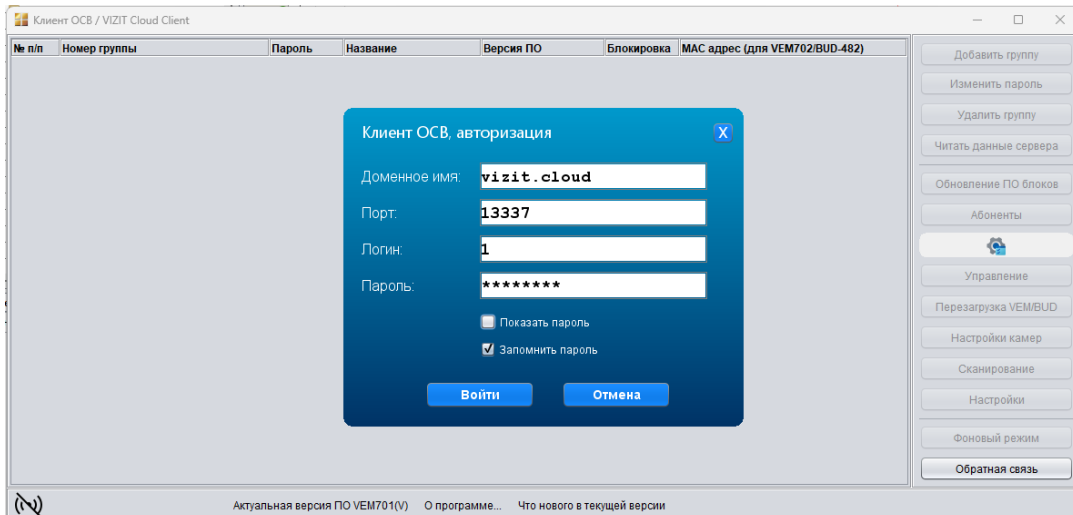 Клиент ОСВ / VIZIT Cloud Client
№ п/п Номер группы Пароль Название Версия ПО Блокировка MAC адрес (для VEM702/BUD-482)
Добавить группу
Изменить пароль
Удалить группу
Читать данные сервера
Обновление ПО блоков
Абоненты
Управление
Перезагрузка VEM/BUD
Настройки камер
Сканирование
Настройки
Фоновый режим
Обратная связь
Клиент ОСВ, авторизация X
Доменное имя: vizit.cloud
Порт: 13337
Логин: 1
Пароль: ********
Показать пароль
Запомнить пароль
Войти Отмена
Актуальная версия ПО VEM701(V) О программе... Что нового в текущей версии